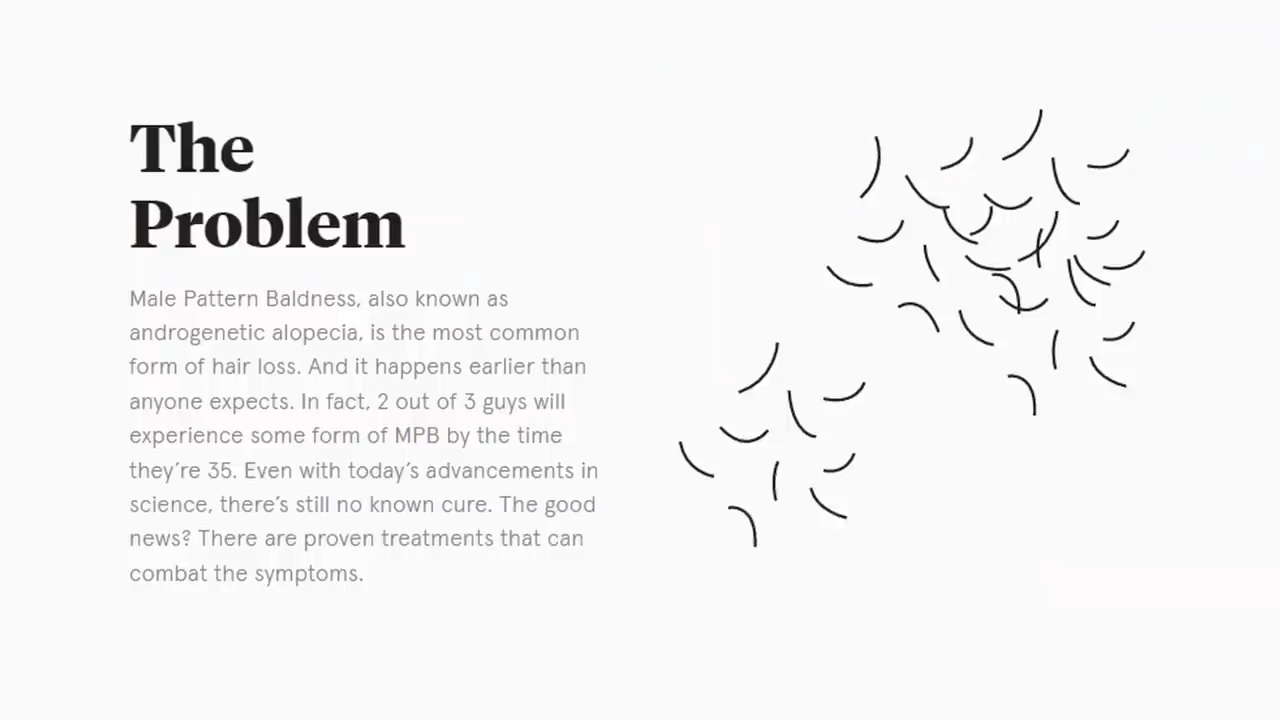 The
Problem
Male Pattern Baldness, also known as
androgenetic alopecia, is the most common
form of hair loss. And it happens earlier than
anyone expects. In fact, 2 out of 3 guys will
experience some form of MPB by the time
they’re 35. Even with today’s advancements in
science, there’s still no known cure. The good
news? There are proven treatments that can
combat the symptoms.